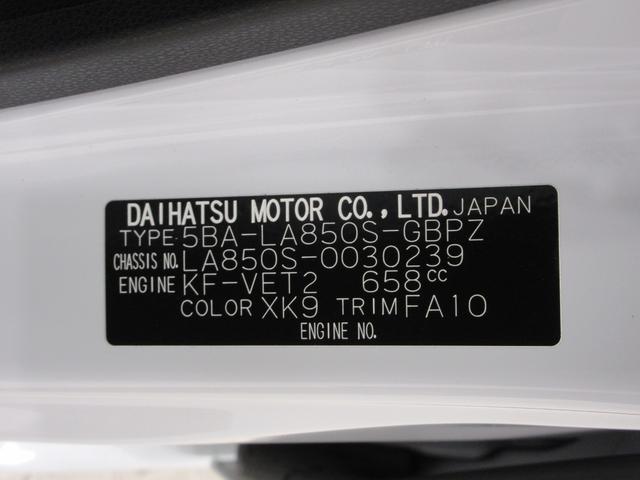 DAIHATSU MOTOR CO., LTD. JAPAN
TYPE 5BA-LA850S-GBPZ
CHASSIS NO. LA850S-0030239
ENGINE KF-VET2 658cc
COLOR XK9 TRIM FA10
ENGINE NO.